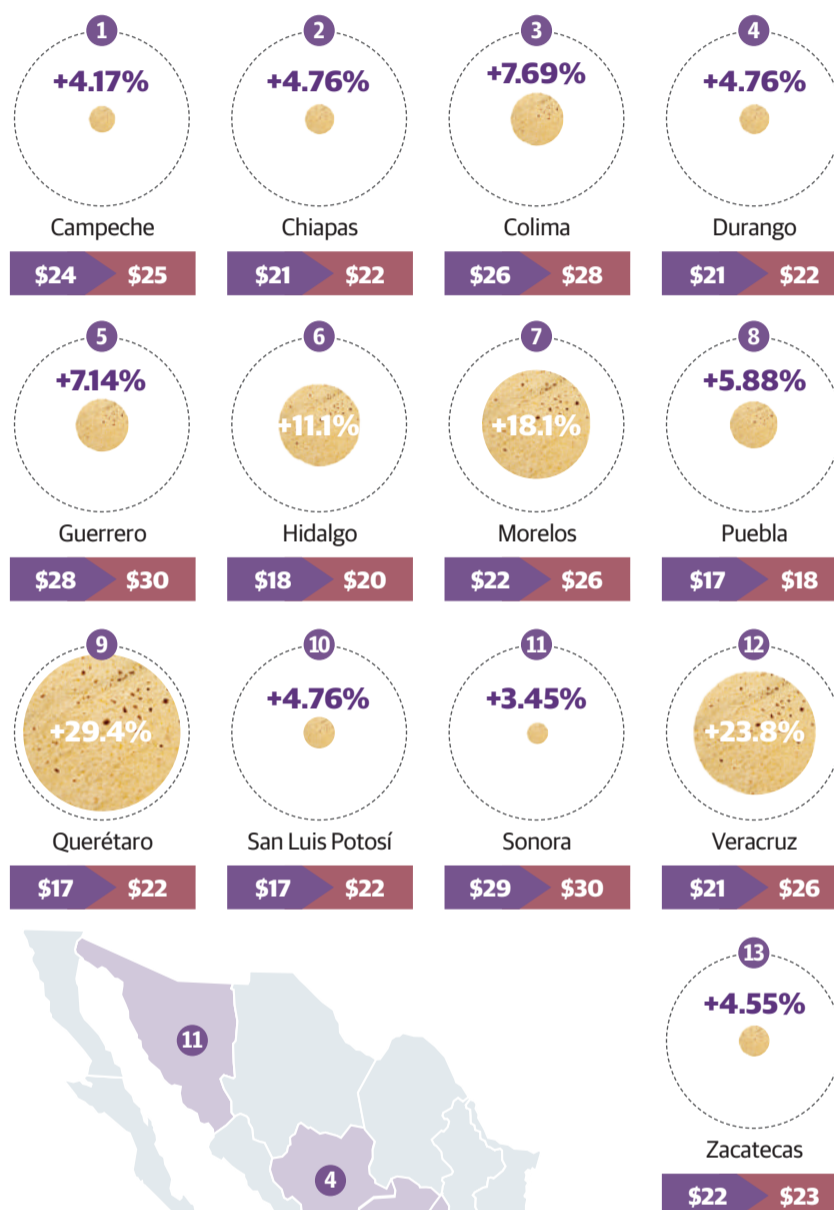 1 2 3 4
+4.17% +4.76% +7.69% +4.76%
Campeche Chiapas Colima Durango
$24 $25 $21 $22 $26 $28 $21 $22
5 6 7 8
+7.14% +11.1% +18.1% +5.88%
Guerrero Hidalgo Morelos Puebla
$28 $30 $18 $20 $22 $26 $17 $18
9 10 11 12
+29.4% +4.76% +3.45% +23.8%
Querétaro San Luis Potosí Sonora Veracruz
$17 $22 $17 $22 $29 $30 $21 $26
13
+4.55%
11
Zacatecas
4
$22 $23